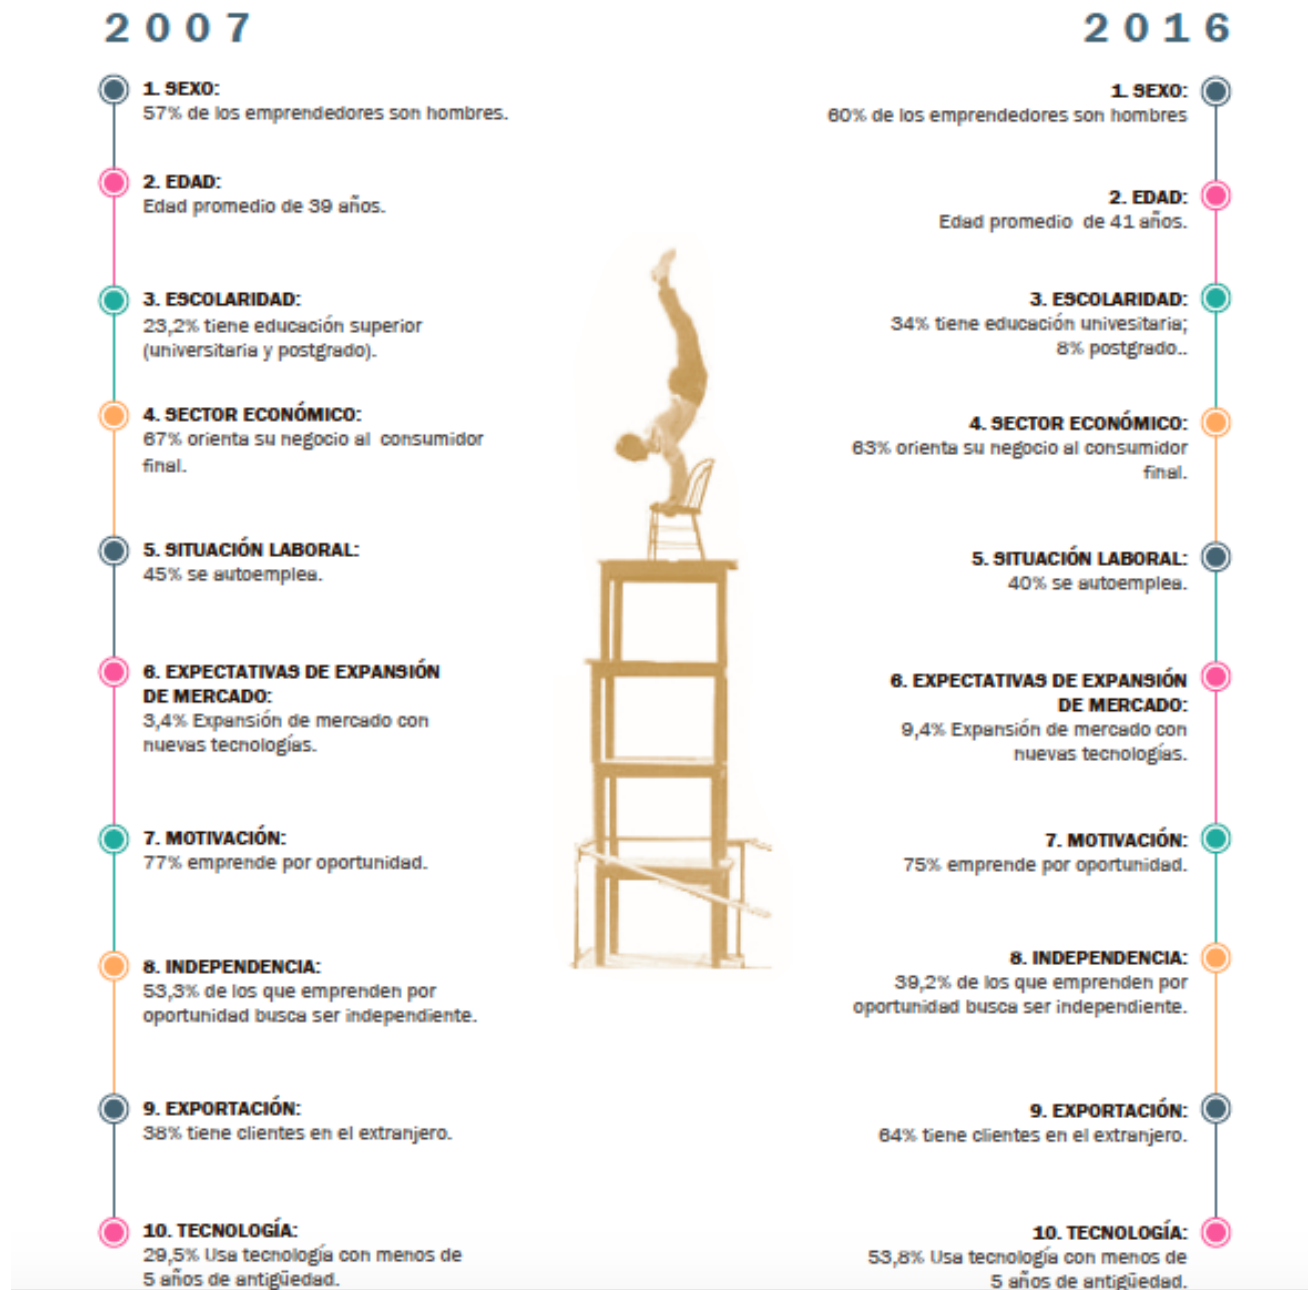 2007
1. SEXO:
57% de los emprendedores son hombres.
2. EDAD:
Edad promedio de 39 años.
3. ESCOLARIDAD:
23,2% tiene educación superior
(universitaria y postgrado).
4. SECTOR ECONÓMICO:
67% orienta su negocio al consumidor
final.
5. SITUACIÓN LABORAL:
45% se autoemplea.
6. EXPECTATIVAS DE EXPANSIÓN
DE MERCADO:
3,4% Expansión de mercado con
nuevas tecnologías.
7. MOTIVACIÓN:
77% emprende por oportunidad.
8. INDEPENDENCIA:
53,3% de los que emprenden por
oportunidad busca ser independiente.
9. EXPORTACIÓN:
38% tiene clientes en el extranjero.
10. TECNOLOGÍA:
29,5% Usa tecnología con menos de
5 años de antigüedad.
2016
1. SEXO:
60% de los emprendedores son hombres
2. EDAD:
Edad promedio de 41 años.
3. ESCOLARIDAD:
34% tiene educación univesitaria;
8% postgrado..
4. SECTOR ECONÓMICO:
63% orienta su negocio al consumidor
final.
5. SITUACIÓN LABORAL:
40% se autoemplea.
6. EXPECTATIVAS DE EXPANSIÓN
DE MERCADO:
9,4% Expansión de mercado con
nuevas tecnologías.
7. MOTIVACIÓN:
75% emprende por oportunidad.
8. INDEPENDENCIA:
39,2% de los que emprenden por
oportunidad busca ser independiente.
9. EXPORTACIÓN:
64% tiene clientes en el extranjero.
10. TECNOLOGÍA:
53,8% Usa tecnología con menos de
5 años de antigüedad.